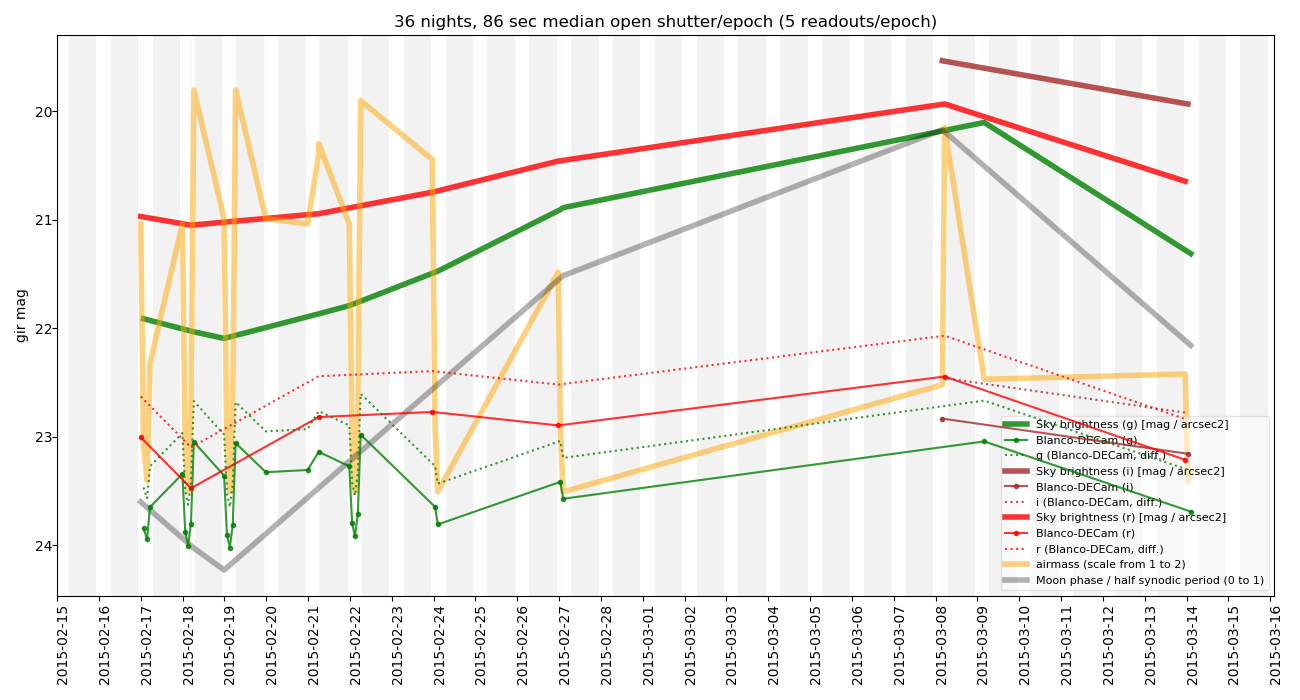 36 nights, 86 sec median open shutter/epoch (5 readouts/epoch)
gir mag
20
21
22
23
24
Sky brightness (g) [mag / arcsec2]
Blanco-DECam (g)
g (Blanco-DECam, diff.)
Sky brightness (i) [mag / arcsec2]
Blanco-DECam (i)
i (Blanco-DECam, diff.)
Sky brightness (r) [mag / arcsec2]
Blanco-DECam (r)
r (Blanco-DECam, diff.)
airmass (scale from 1 to 2)
Moon phase / half synodic period (0 to 1)
2015-02-15
2015-02-16
2015-02-17
2015-02-18
2015-02-19
2015-02-20
2015-02-21
2015-02-22
2015-02-23
2015-02-24
2015-02-25
2015-02-26
2015-02-27
2015-02-28
2015-03-01
2015-03-02
2015-03-03
2015-03-04
2015-03-05
2015-03-06
2015-03-07
2015-03-08
2015-03-09
2015-03-10
2015-03-11
2015-03-12
2015-03-13
2015-03-14
2015-03-15
2015-03-16